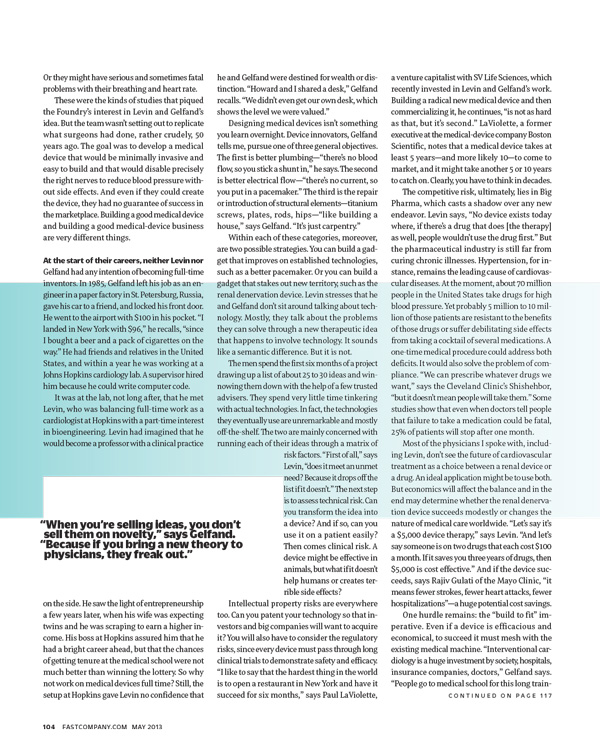 Or they might have serious and sometimes fatal
problems with their breathing and heart rate.
These were the kinds of studies that piqued
the Foundry's interest in Levin and Gelfand's
idea. But the team wasn't setting out to replicate
what surgeons had done, rather crudely, 50
years ago. The goal was to develop a medical
device that would be minimally invasive and
easy to build and that would disable precisely
the right nerves to reduce blood pressure with-
out side effects. And even if they could create
the device, they had no guarantee of success in
the marketplace. Building a good medical device
and building a good medical-device business
are very different things.
At the start of their careers, neither Levin nor
Gelfand had any intention of becoming full-time
inventors. In 1985, Gelfand left his job as an en-
gineer in a paper factory in St. Petersburg, Russia,
gave his car to a friend, and locked his front door.
He went to the airport with $100 in his pocket. "I
landed in New York with $96," he recalls, "since
I bought a beer and a pack of cigarettes on the
way." He had friends and relatives in the United
States, and within a year he was working at a
Johns Hopkins cardiology lab. A supervisor hired
him because he could write computer code.
It was at the lab, not long after, that he met
Levin, who was balancing full-time work as a
cardiologist at Hopkins with a part-time interest
in bioengineering. Levin had imagined that he
would become a professor with a clinical practice
"When you're selling ideas, you don't
sell them on novelty," says Gelfand.
"Because if you bring a new theory to
physicians, they freak out."
on the side. He saw the light of entrepreneurship
a few years later, when his wife was expecting
twins and he was scraping to earn a higher in-
come. His boss at Hopkins assured him that he
had a bright career ahead, but that the chances
of getting tenure at the medical school were not
much better than winning the lottery. So why
not work on medical devices full time? Still, the
setup at Hopkins gave Levin no confidence that
he and Gelfand were destined for wealth or dis-
tinction. "Howard and I shared a desk," Gelfand
recalls. "We didn't even get our own desk, which
shows the level we were valued."
Designing medical devices isn't something
you learn overnight. Device innovators, Gelfand
tells me, pursue one of three general objectives.
The first is better plumbing—"there's no blood
flow, so you stick a shunt in," he says. The second
is better electrical flow—"there's no current, so
you put in a pacemaker." The third is the repair
or introduction of structural elements—titanium
screws, plates, rods, hips—"like building a
house," says Gelfand. "It's just carpentry."
Within each of these categories, moreover,
are two possible strategies. You can build a gad-
get that improves on established technologies,
such as a better pacemaker. Or you can build a
gadget that stakes out new territory, such as the
renal denervation device. Levin stresses that he
and Gelfand don't sit around talking about tech-
nology. Mostly, they talk about the problems
they can solve through a new therapeutic idea
that happens to involve technology. It sounds
like a semantic difference. But it is not.
The men spend the first six months of a project
drawing up a list of about 25 to 30 ideas and win-
nowing them down with the help of a few trusted
advisers. They spend very little time tinkering
with actual technologies. In fact, the technologies
they eventually use are unremarkable and mostly
off-the-shelf. The two are mainly concerned with
running each of their ideas through a matrix of
risk factors. "First of all," says
Levin, "does it meet an unmet
need? Because it drops off the
list if it doesn't." The next step
is to assess technical risk. Can
you transform the idea into
a device? And if so, can you
use it on a patient easily?
Then comes clinical risk. A
device might be effective in
animals, but what if it doesn't
help humans or creates ter-
rible side effects?
Intellectual property risks are everywhere
too. Can you patent your technology so that in-
vestors and big companies will want to acquire
it? You will also have to consider the regulatory
risks, since every device must pass through long
clinical trials to demonstrate safety and efficacy.
"I like to say that the hardest thing in the world
is to open a restaurant in New York and have it
succeed for six months," says Paul LaViolette,
a venture capitalist with SV Life Sciences, which
recently invested in Levin and Gelfand's work.
Building a radical new medical device and then
commercializing it, he continues, "is not as hard
as that, but it's second." LaViolette, a former
executive at the medical-device company Boston
Scientific, notes that a medical device takes at
least 5 years—and more likely 10—to come to
market, and it might take another 5 or 10 years
to catch on. Clearly, you have to think in decades.
The competitive risk, ultimately, lies in Big
Pharma, which casts a shadow over any new
endeavor. Levin says, "No device exists today
where, if there's a drug that does [the therapy]
as well, people wouldn't use the drug first." But
the pharmaceutical industry is still far from
curing chronic illnesses. Hypertension, for in-
stance, remains the leading cause of cardiovas-
cular diseases. At the moment, about 70 million
people in the United States take drugs for high
blood pressure. Yet probably 5 million to 10 mil-
lion of those patients are resistant to the benefits
of those drugs or suffer debilitating side effects
from taking a cocktail of several medications. A
one-time medical procedure could address both
deficits. It would also solve the problem of com-
pliance. "We can prescribe whatever drugs we
want," says the Cleveland Clinic's Shishehbor,
"but it doesn't mean people will take them." Some
studies show that even when doctors tell people
that failure to take a medication could be fatal,
25% of patients will stop after one month.
Most of the physicians I spoke with, includ-
ing Levin, don't see the future of cardiovascular
treatment as a choice between a renal device or
a drug. An ideal application might be to use both.
But economics will affect the balance and in the
end may determine whether the renal denerva-
tion device succeeds modestly or changes the
nature of medical care worldwide. "Let's say it's
a $5,000 device therapy," says Levin. "And let's
say someone is on two drugs that each cost $100
a month. If it saves you three years of drugs, then
$5,000 is cost effective." And if the device suc-
ceeds, says Rajiv Gulati of the Mayo Clinic, "it
means fewer strokes, fewer heart attacks, fewer
hospitalizations"—a huge potential cost savings.
One hurdle remains: the "build to fit" im-
perative. Even if a device is efficacious and
economical, to succeed it must mesh with the
existing medical machine. "Interventional car-
diology is a huge investment by society, hospitals,
insurance companies, doctors," Gelfand says.
"People go to medical school for this long train-
CONTINUED ON PAGE 117
104 FASTCOMPANY.COM MAY 2013